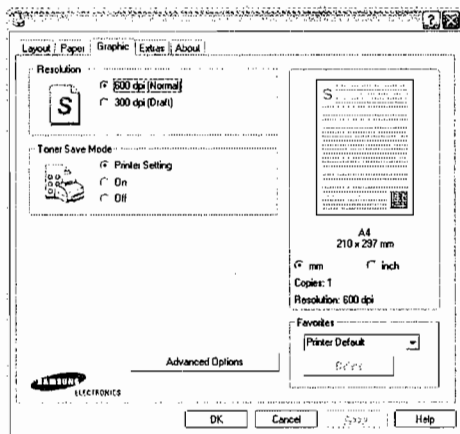 Layout Paper Graphic Extras About
Resolution
600 dpi (Normal)
300 dpi (Draft)
S
Toner Save Mode
Printer Setting
On
Off
S
A4
210 x 297 mm
mm inch
Copies: 1
Resolution: 600 dpi
Favorites
Printer Default
Delete
Advanced Options
SAMSUNG
ELECTRONICS
OK Cancel Apply Help